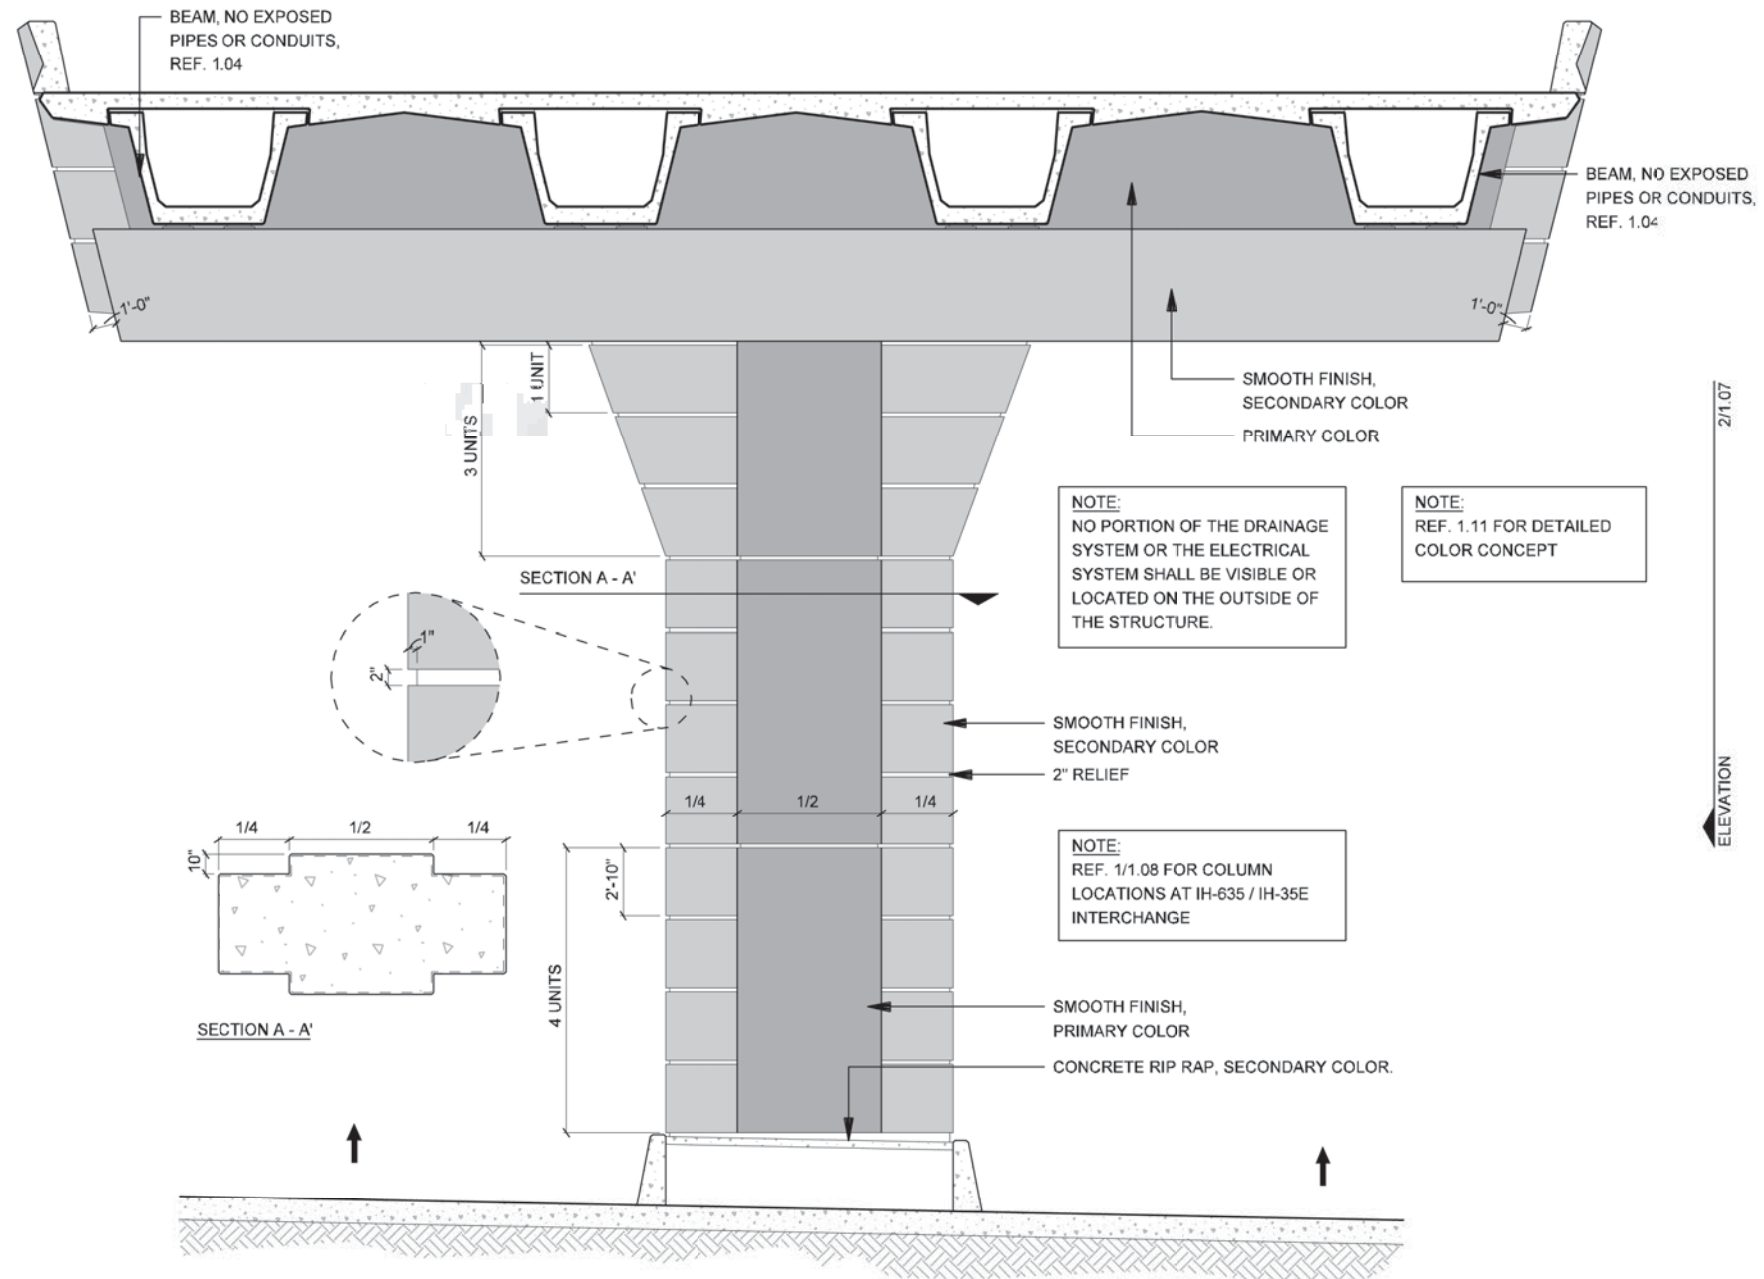 BEAM, NO EXPOSED
PIPES OR CONDUITS,
REF. 1.04
BEAM, NO EXPOSED
PIPES OR CONDUITS,
REF. 1.04
1'-0"
1'-0"
SMOOTH FINISH,
SECONDARY COLOR
PRIMARY COLOR
1 UNIT
3 UNITS
2/1.07
NOTE:
NO PORTION OF THE DRAINAGE
SYSTEM OR THE ELECTRICAL
SYSTEM SHALL BE VISIBLE OR
LOCATED ON THE OUTSIDE OF
THE STRUCTURE.
NOTE:
REF. 1.11 FOR DETAILED
COLOR CONCEPT
SECTION A - A'
1"
2"
SMOOTH FINISH,
SECONDARY COLOR
2" RELIEF
ELEVATION
1/4
1/2
1/4
1/4
1/2
1/4
10"
2'-10"
NOTE:
REF. 1/1.08 FOR COLUMN
LOCATIONS AT IH-635 / IH-35E
INTERCHANGE
4 UNITS
SECTION A - A'
SMOOTH FINISH,
PRIMARY COLOR
CONCRETE RIP RAP, SECONDARY COLOR.